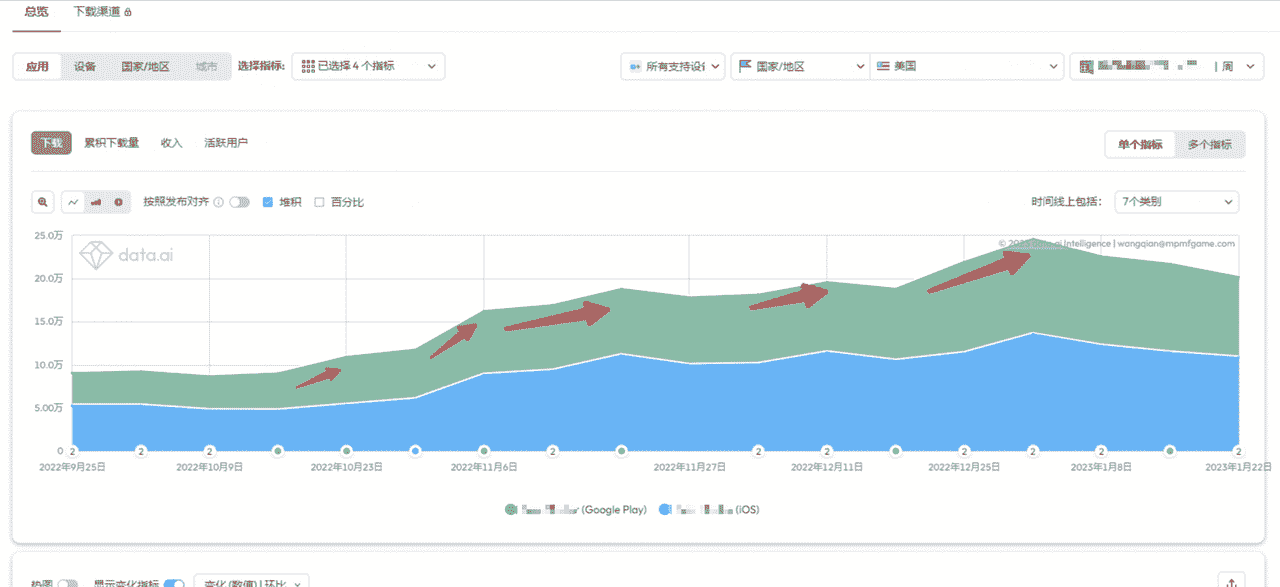 总览 下载渠道
应用 设备 国家/地区 城市 选择指标: 已选择 4 个指标 所有支持设 国家/地区 美国 | 周
下载 累积下载量 收入 活跃用户 单个指标 多个指标
按照发布对齐 堆积 百分比 时间线上包括: 7个类别
25.0万
data.ai
© 2023 data.ai Intelligence | wangqian@mpmfgame.com
20.0万
15.0万
10.0万
5.00万
0 2 2 2 2 2 2 2 2 2 2
2022年9月25日 2022年10月9日 2022年10月23日 2022年11月6日 2022年11月27日 2022年12月11日 2022年12月25日 2023年1月8日 2023年1月22日
(Google Play) (iOS)
热图 显示变化指标 变化 (数值) | 环比